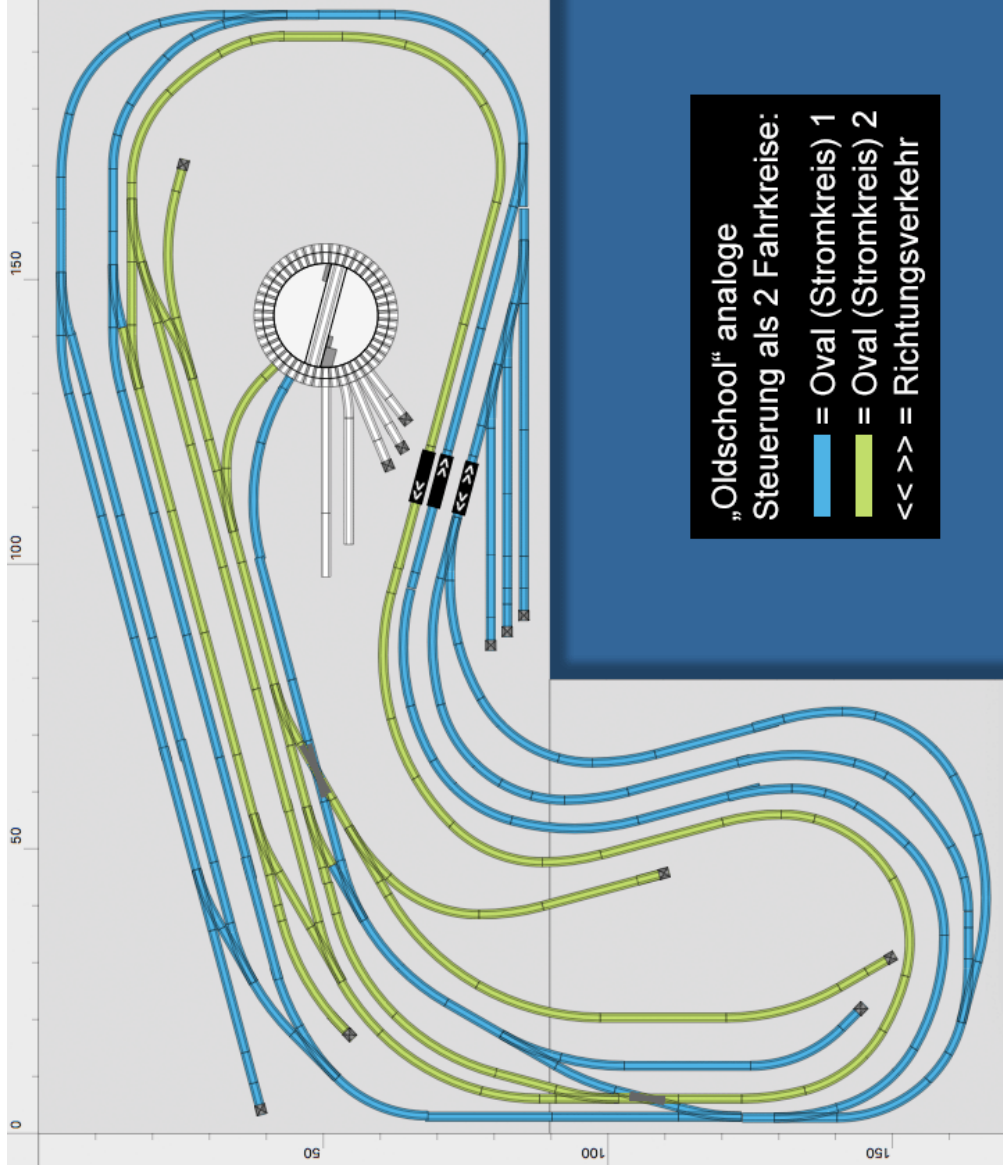 „Oldschool“ analoge
Steuerung als 2 Fahrkreise:
= Oval (Stromkreis) 1
= Oval (Stromkreis) 2
<< >> = Richtungsverkehr
<<
>>
<< >>
0
50
100
150
50
100
150